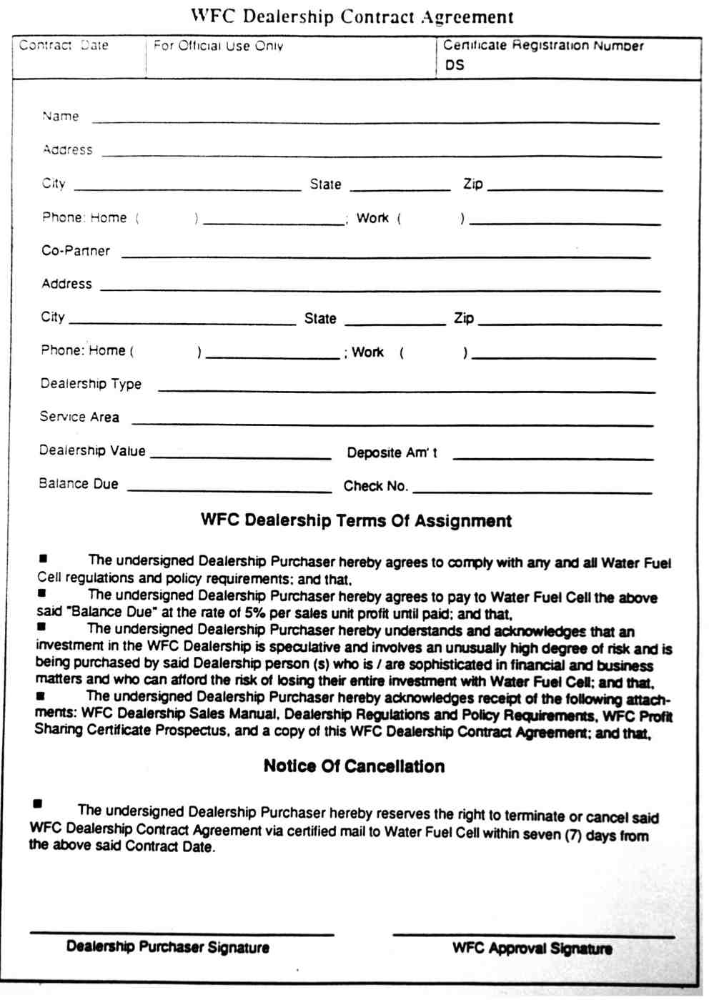 WFC Dealership Contract Agreement
Contract Date For Official Use Only Certificate Registration Number
DS
Name
Address
City State Zip
Phone: Home ( ) ; Work ( )
Co-Partner
Address
City State Zip
Phone: Home ( ) ; Work ( )
Dealership Type
Service Area
Dealership Value Deposite Am't
Balance Due Check No.
WFC Dealership Terms Of Assignment
■ The undersigned Dealership Purchaser hereby agrees to comply with any and all Water Fuel
Cell regulations and policy requirements; and that,
■ The undersigned Dealership Purchaser hereby agrees to pay to Water Fuel Cell the above
said "Balance Due" at the rate of 5% per sales unit profit until paid; and that,
■ The undersigned Dealership Purchaser hereby understands and acknowledges that an
investment in the WFC Dealership is speculative and involves an unusually high degree of risk and is
being purchased by said Dealership person (s) who is / are sophisticated in financial and business
matters and who can afford the risk of losing their entire investment with Water Fuel Cell; and that,
■ The undersigned Dealership Purchaser hereby acknowledges receipt of the following attach-
ments: WFC Dealership Sales Manual, Dealership Regulations and Policy Requirements, WFC Profit
Sharing Certificate Prospectus, and a copy of this WFC Dealership Contract Agreement; and that,
Notice Of Cancellation
■ The undersigned Dealership Purchaser hereby reserves the right to terminate or cancel said
WFC Dealership Contract Agreement via certified mail to Water Fuel Cell within seven (7) days from
the above said Contract Date.
Dealership Purchaser Signature WFC Approval Signature